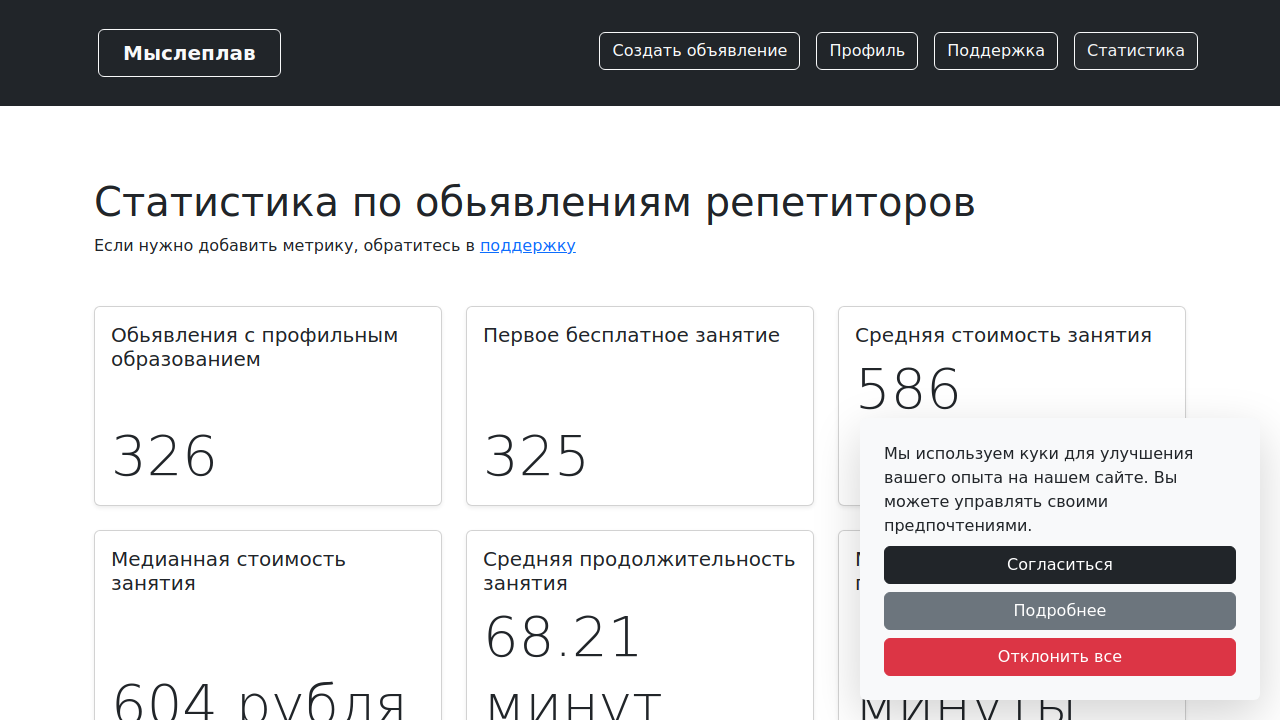 Мыслеплав
Создать объявление
Профиль
Поддержка
Статистика
Статистика по обьявлениям репетиторов
Если нужно добавить метрику, обратитесь в поддержку
Обьявления с профильным
образованием
326
Первое бесплатное занятие
325
Средняя стоимость занятия
586
Медианная стоимость
занятия
604 рубля
Средняя продолжительность
занятия
68.21
минут
минуты
Мы используем куки для улучшения
вашего опыта на нашем сайте. Вы
можете управлять своими
предпочтениями.
Согласиться
Подробнее
Отклонить все